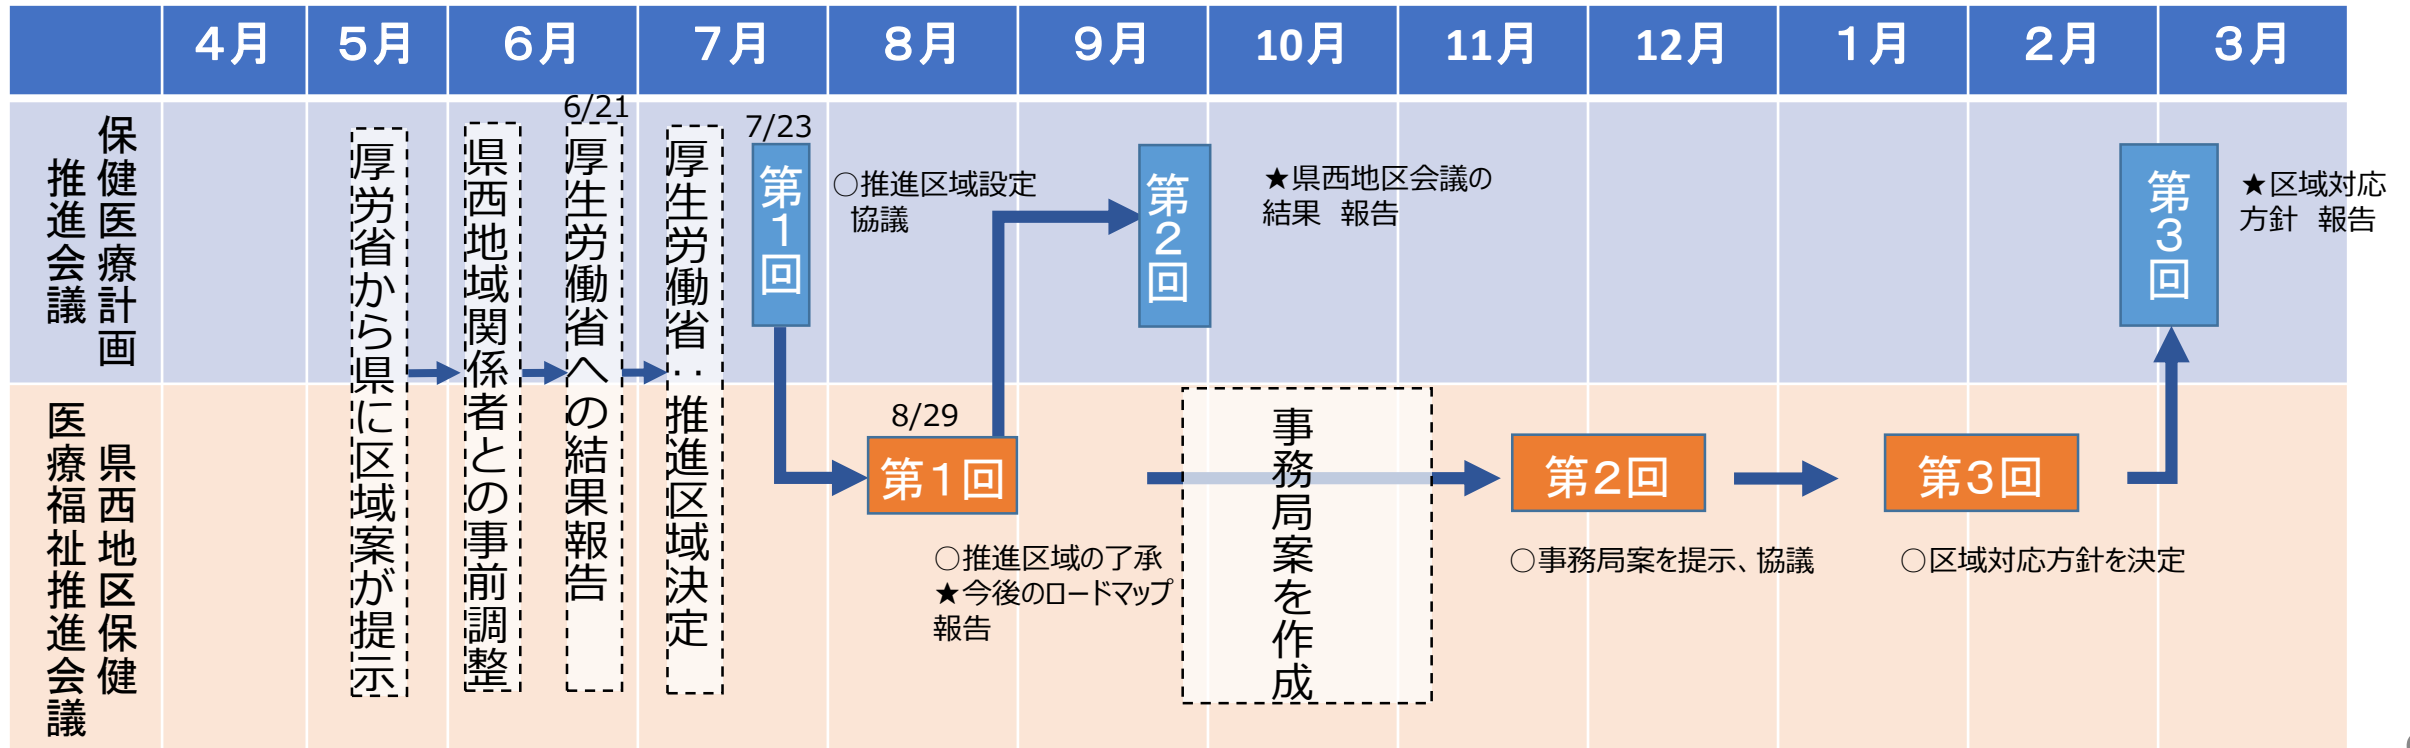 4月
5月
6月
7月
8月
9月
10月
11月
12月
1月
2月
3月
保健医療計画
推進会議
厚労省から県に区域案が提示
県西地域関係者との事前調整
6/21
厚生労働省への結果報告
厚生労働省：推進区域決定
7/23
第1回
○推進区域設定
協議
第2回
★県西地区会議の
結果 報告
第3回
★区域対応
方針 報告
県西地区保健
医療福祉推進会議
8/29
第1回
○推進区域の了承
★今後のロードマップ
報告
事務局案を作成
第2回
○事務局案を提示、協議
第3回
○区域対応方針を決定